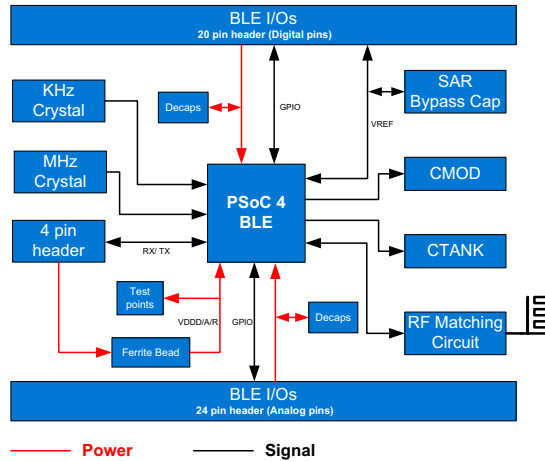 BLE I/Os
20 pin header (Digital pins)
KHz
Crystal
Decaps
GPIO
SAR
Bypass Cap
VREF
MHz
Crystal
CMOD
PSoC 4
BLE
4 pin
header
RX/ TX
CTANK
Test
points
VDDD/A/R
GPIO
Decaps
RF Matching
Circuit
Ferrite Bead
BLE I/Os
24 pin header (Analog pins)
Power
Signal